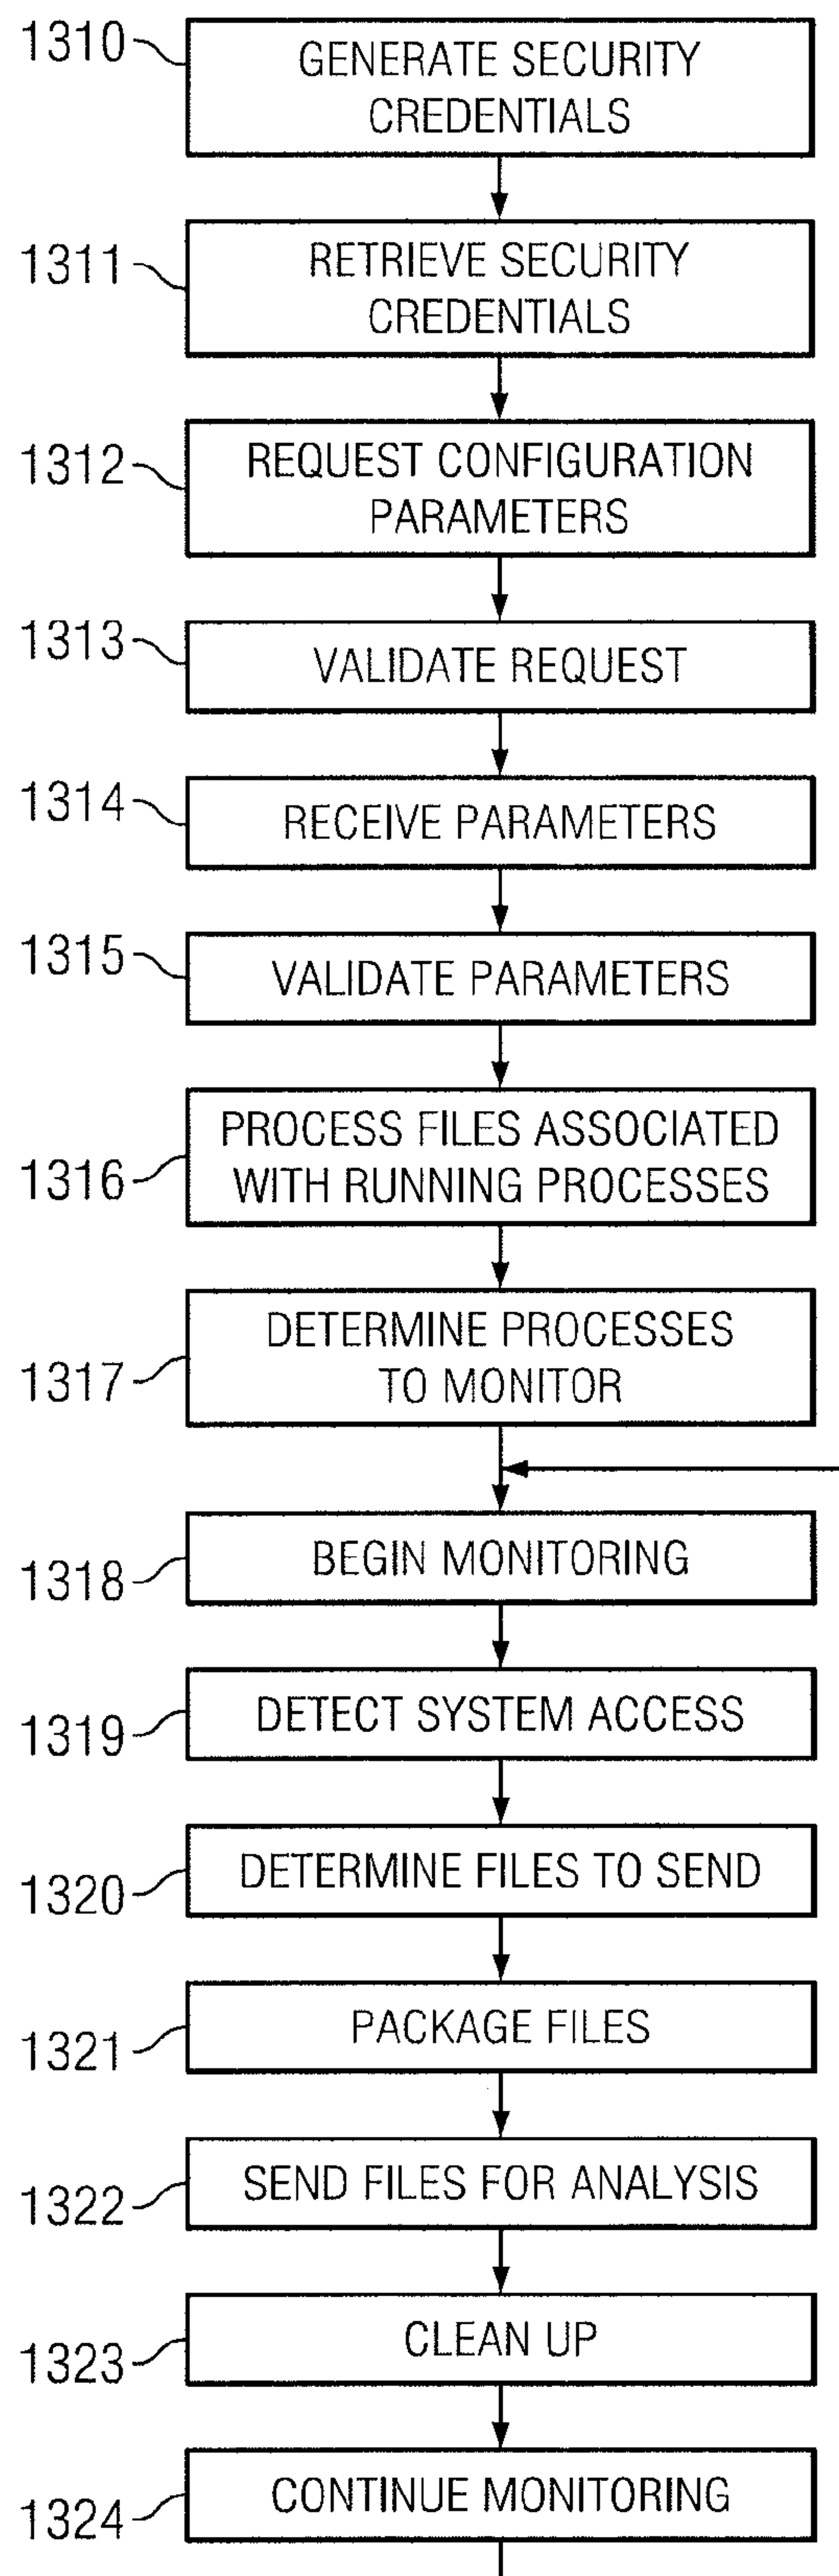 1310
GENERATE SECURITY
CREDENTIALS
1311
RETRIEVE SECURITY
CREDENTIALS
1312
REQUEST CONFIGURATION
PARAMETERS
1313
VALIDATE REQUEST
1314
RECEIVE PARAMETERS
1315
VALIDATE PARAMETERS
1316
PROCESS FILES ASSOCIATED
WITH RUNNING PROCESSES
1317
DETERMINE PROCESSES
TO MONITOR
1318
BEGIN MONITORING
1319
DETECT SYSTEM ACCESS
1320
DETERMINE FILES TO SEND
1321
PACKAGE FILES
1322
SEND FILES FOR ANALYSIS
1323
CLEAN UP
1324
CONTINUE MONITORING